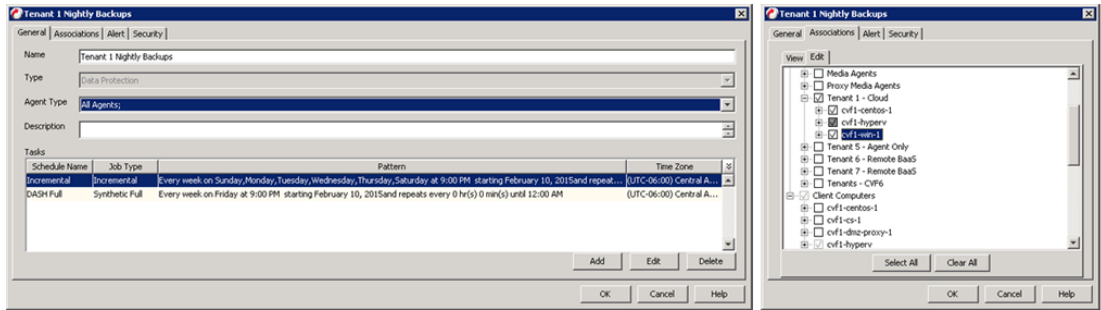 Tenant 1 Nightly Backups
General Associations Alert Security
Name Tenant 1 Nightly Backups
Type Data Protection
Agent Type All Agents;
Description
Tasks
Schedule Name Job Type Pattern Time Zone
Incremental Incremental Every week on Sunday,Monday,Tuesday,Wednesday,Thursday,Saturday at 9:00 PM starting February 10, 2015and repeat... (UTC-06:00) Central A...
DASH Full Synthetic Full Every week on Friday at 9:00 PM starting February 10, 2015and repeats every 0 hr(s) 0 min(s) until 12:00 AM (UTC-06:00) Central A...
Add Edit Delete
OK Cancel Help
Tenant 1 Nightly Backups
General Associations Alert Security
View Edit
Media Agents
Proxy Media Agents
Tenant 1 - Cloud
cvf1-centos-1
cvf1-hyperv
cvf1-win-1
Tenant 5 - Agent Only
Tenant 6 - Remote BaaS
Tenant 7 - Remote BaaS
Tenants - CVF6
Client Computers
cvf1-centos-1
cvf1-cs-1
cvf1-dmz-proxy-1
cvf1-hyperv
Select All Clear All
OK Cancel Help